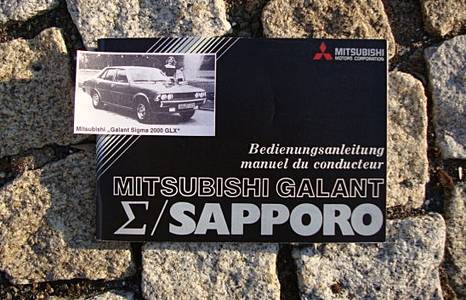 MITSUBISHI
MOTORS CORPORATION
Mitsubishi „Galant Sigma 2000 GLX"
Bedienungsanleitung
manuel du conducteur
MITSUBISHI GALANT
Σ/SAPPORO